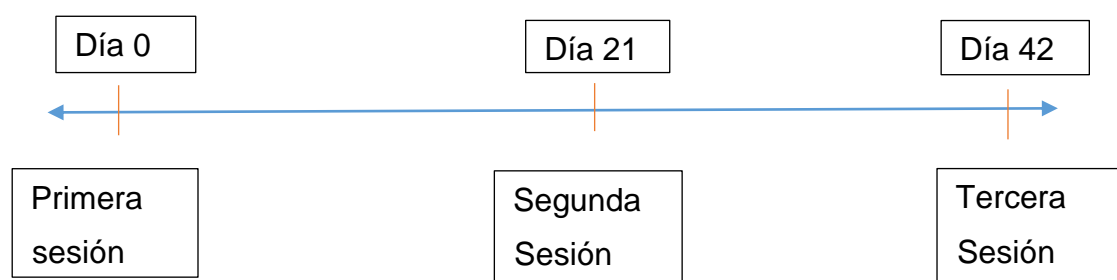 Día 0
Día 21
Día 42
Primera
sesión
Segunda
Sesión
Tercera
Sesión